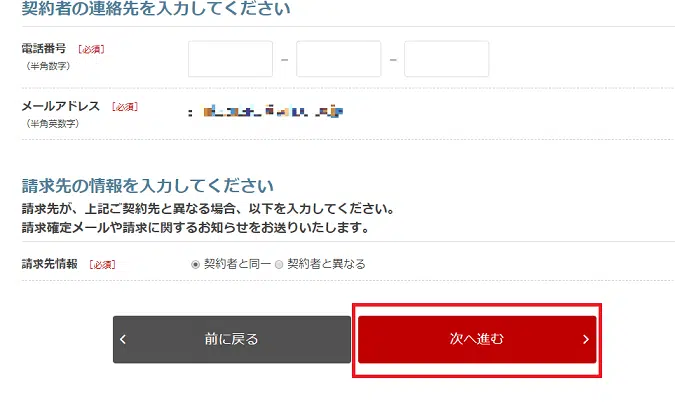 契約者の連絡先を入力してください
電話番号 [必須]
(半角数字)
メールアドレス [必須]
(半角英数字)
請求先の情報を入力してください
請求先が、上記ご契約先と異なる場合、以下を入力してください。
請求確定メールや請求に関するお知らせをお送りいたします。
請求先情報 [必須] 契約者と同一 契約者と異なる
前に戻る 次へ進む